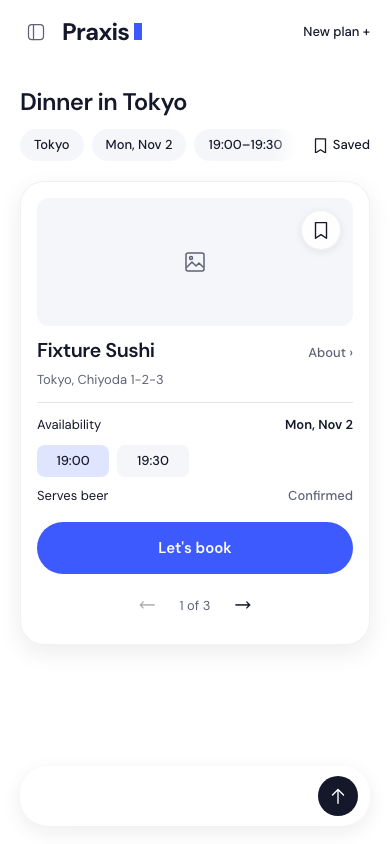 Praxis
New plan +
Dinner in Tokyo
Tokyo
Mon, Nov 2
19:00–19:30
Saved
Fixture Sushi
About ›
Tokyo, Chiyoda 1-2-3
Availability
Mon, Nov 2
19:00
19:30
Serves beer
Confirmed
Let's book
← 1 of 3 →